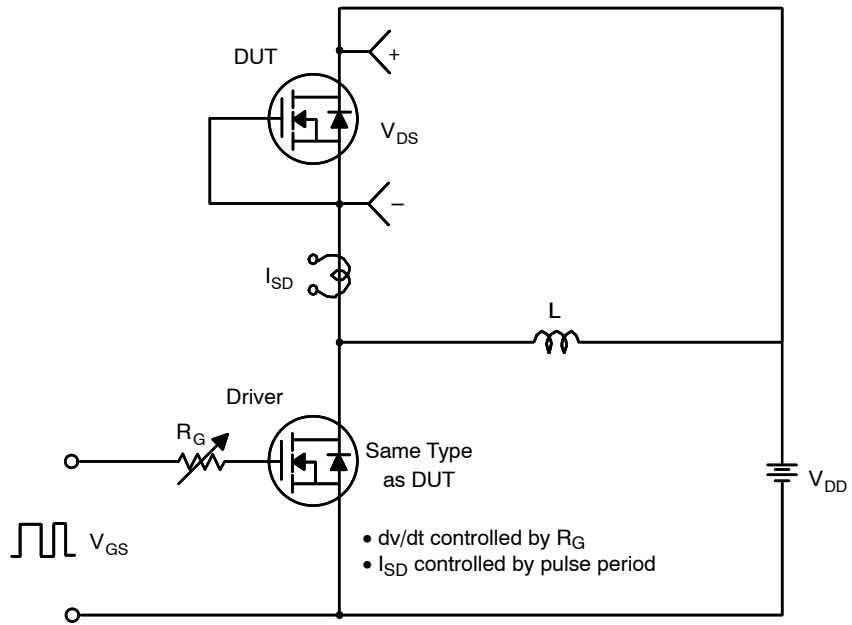 DUT
+
V_DS
−
I_SD
L
Driver
R_G
Same Type
as DUT
V_DD
V_GS
• dv/dt controlled by R_G
• I_SD controlled by pulse period